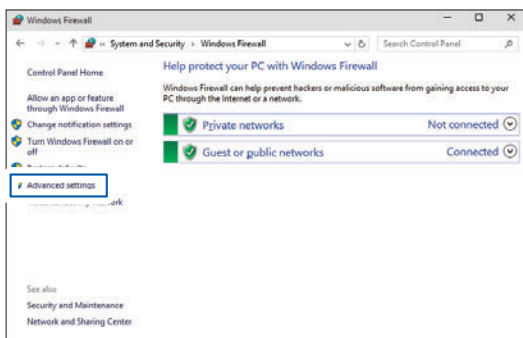 Windows Firewall
« System and Security › Windows Firewall
Search Control Panel
Control Panel Home
Allow an app or feature
through Windows Firewall
Change notification settings
Turn Windows Firewall on or
off
Restore defaults
Advanced settings
Help protect your PC with Windows Firewall
Windows Firewall can help prevent hackers or malicious software from gaining access to your
PC through the Internet or a network.
Private networks Not connected
Guest or public networks Connected
See also
Security and Maintenance
Network and Sharing Center